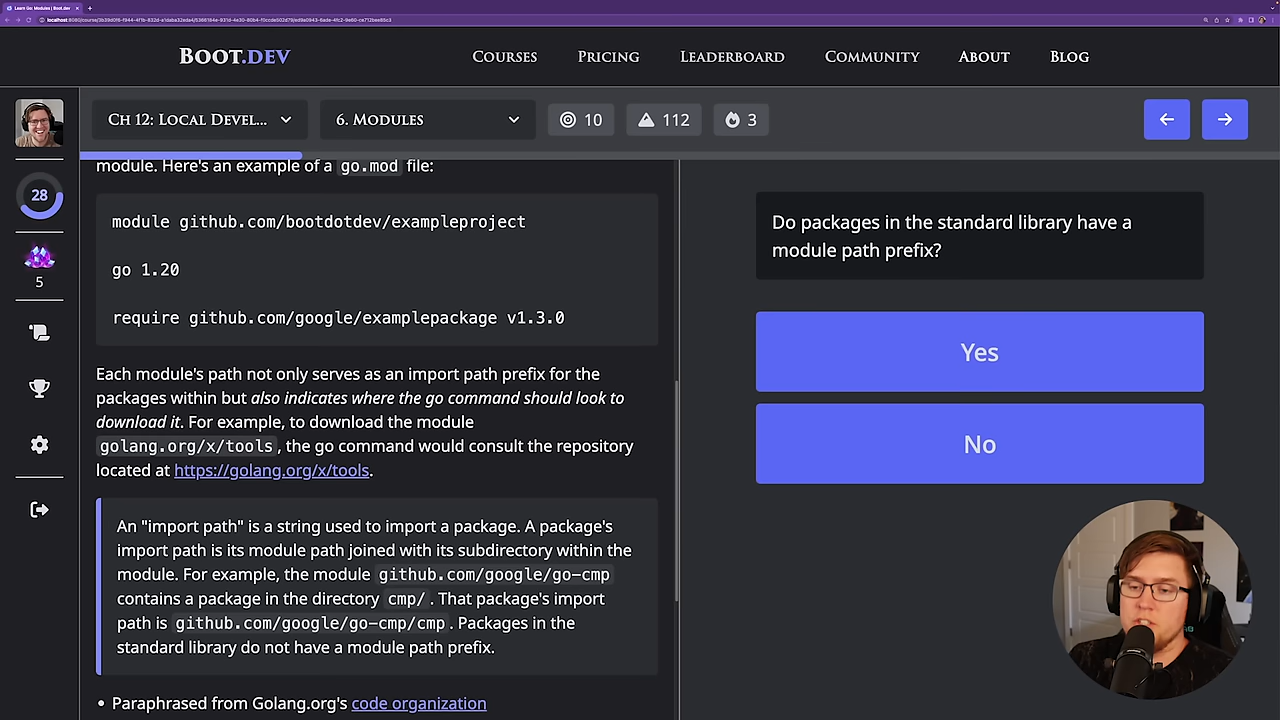 Learn Go: Modules | Boot.dev
BOOT.DEV
COURSES
PRICING
LEADERBOARD
COMMUNITY
ABOUT
BLOG
CH 12: LOCAL DEVEL...
6. MODULES
10
112
3
28
5
module. Here's an example of a go.mod file:
module github.com/bootdotdev/exampleproject
go 1.20
require github.com/google/examplepackage v1.3.0
Each module's path not only serves as an import path prefix for the
packages within but also indicates where the go command should look to
download it. For example, to download the module
golang.org/x/tools, the go command would consult the repository
located at https://golang.org/x/tools.
An "import path" is a string used to import a package. A package's
import path is its module path joined with its subdirectory within the
module. For example, the module github.com/google/go-cmp
contains a package in the directory cmp/. That package's import
path is github.com/google/go-cmp/cmp. Packages in the
standard library do not have a module path prefix.
• Paraphrased from Golang.org's code organization
Do packages in the standard library have a
module path prefix?
Yes
No